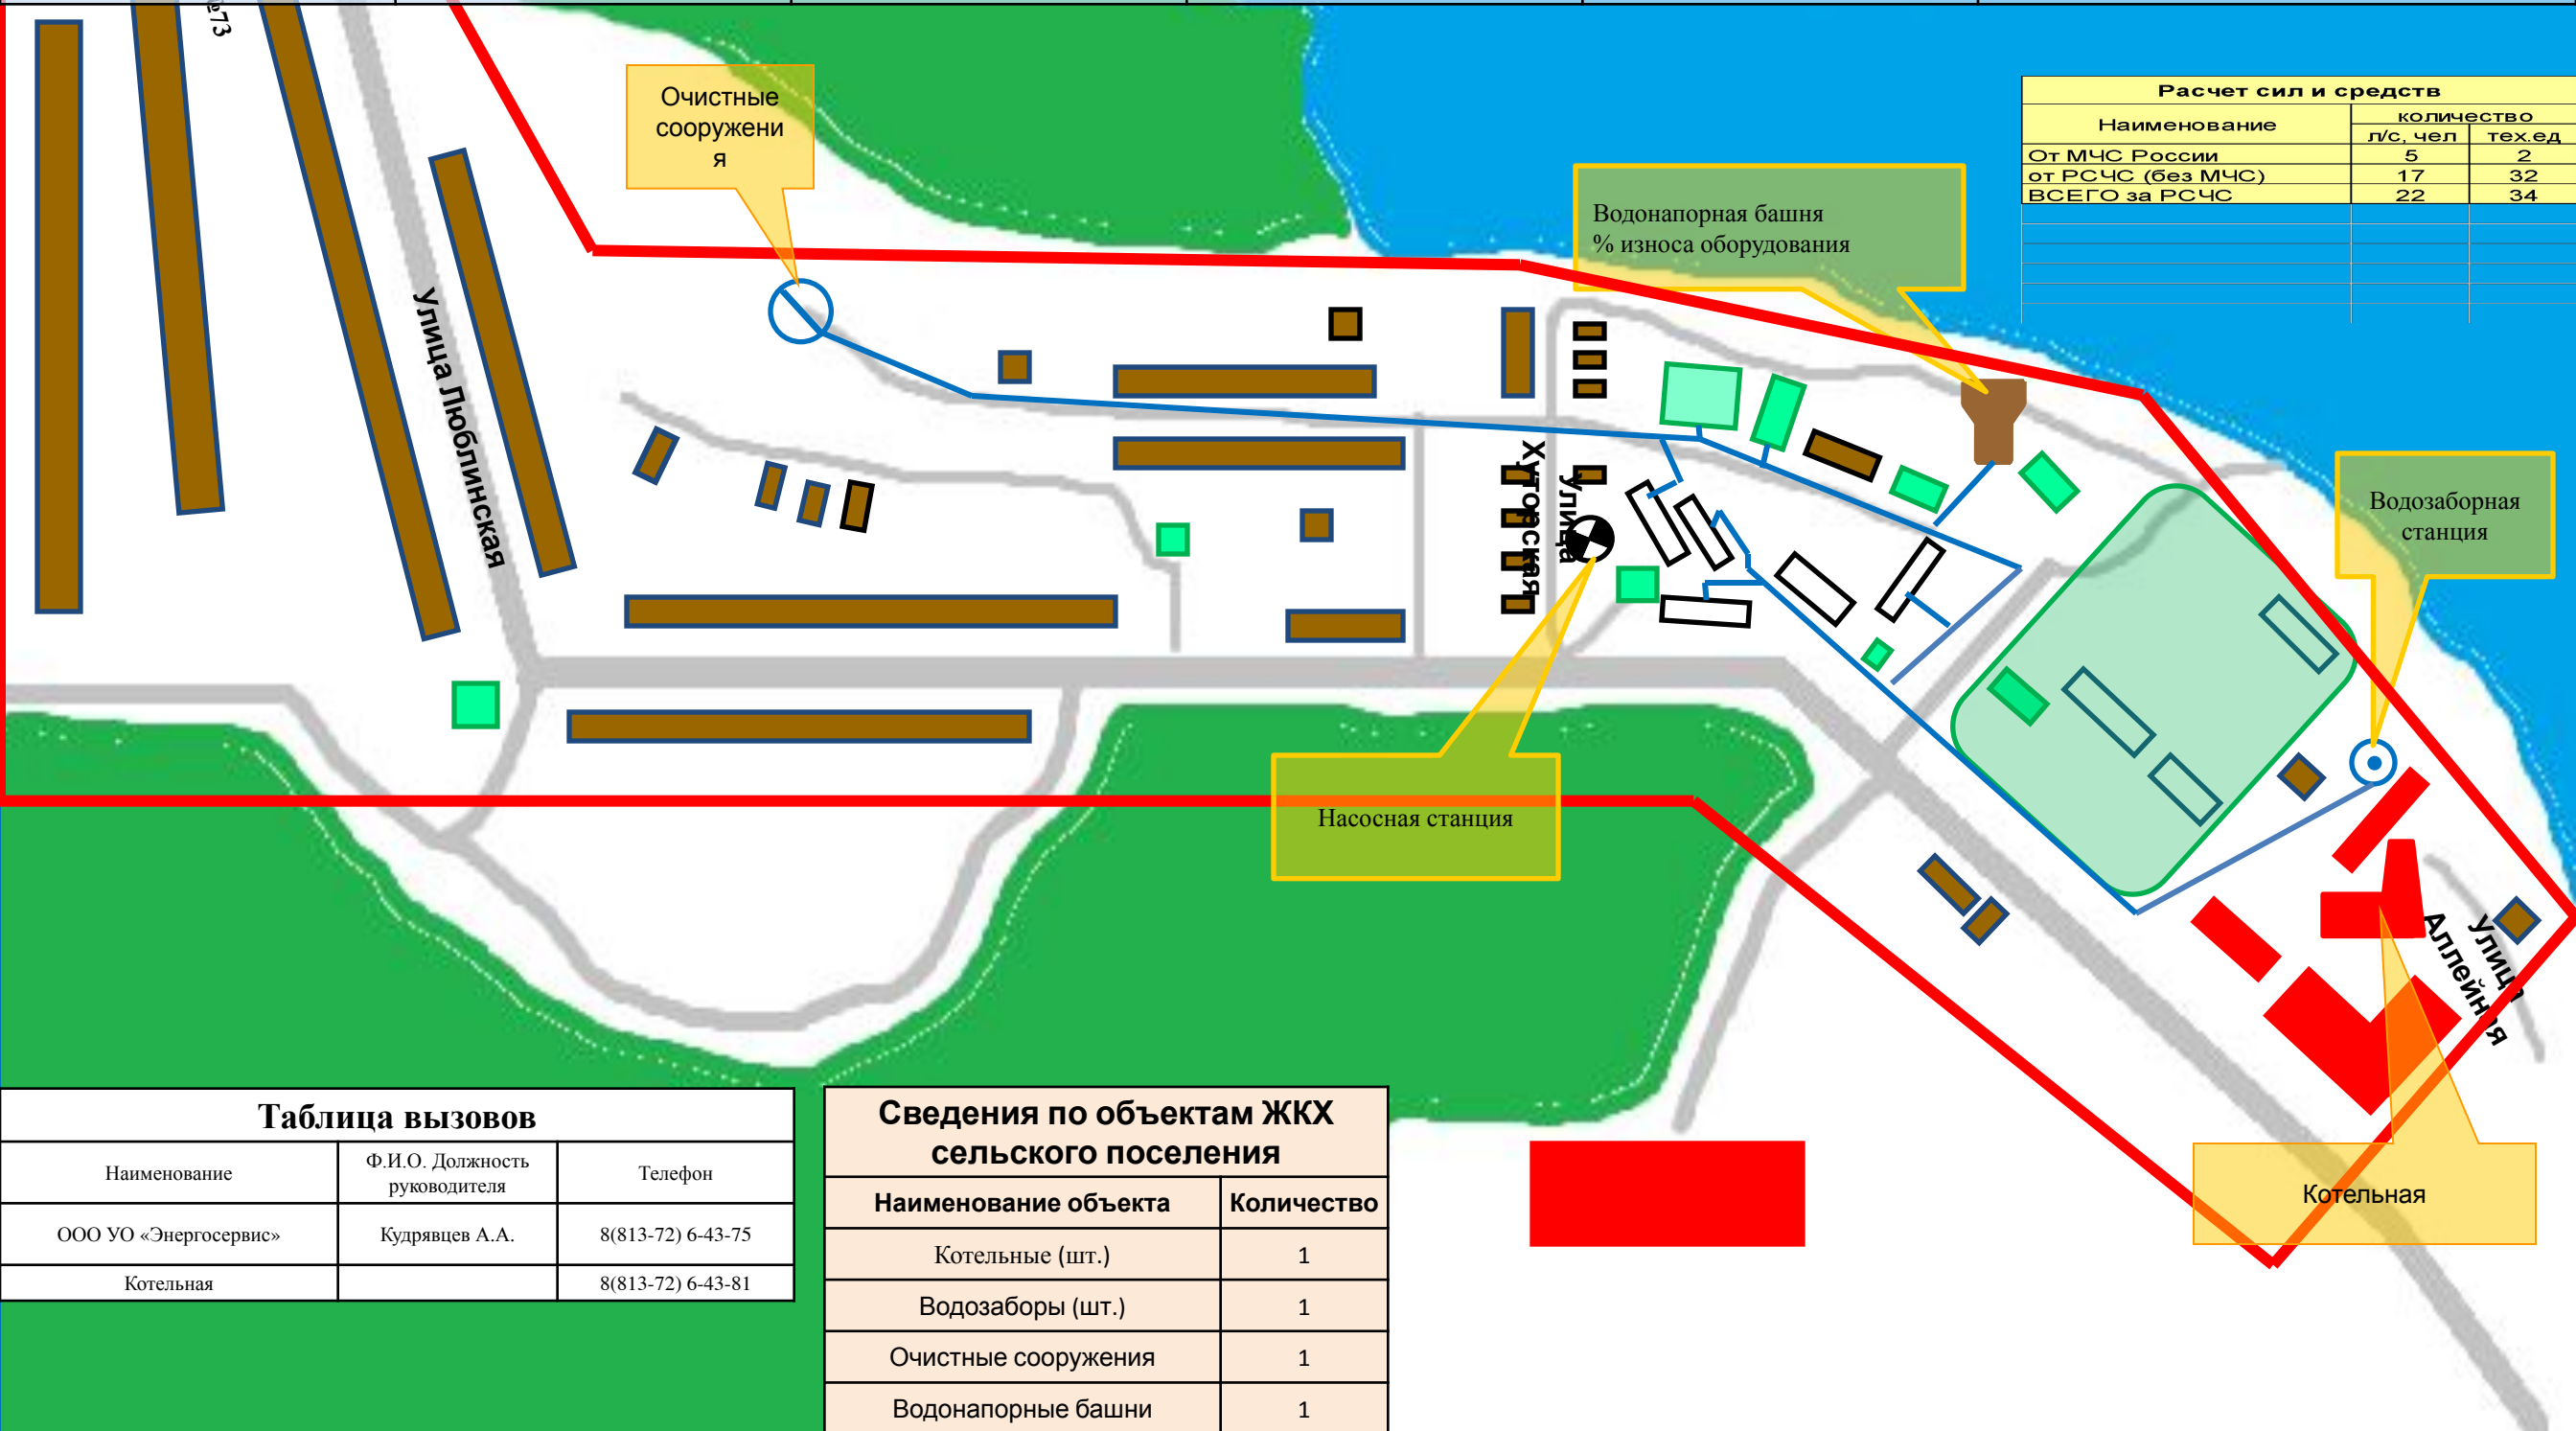 №73
Очистные
сооружени
я
Расчет сил и средств
Наименование
количество
л/с, чел
тех.ед
От МЧС России
5
2
от РСЧС (без МЧС)
17
32
ВСЕГО за РСЧС
22
34
Водонапорная башня
% износа оборудования
Улица Люблинская
Улица
Хуторская
Водозаборная
станция
Насосная станция
Улица
Аллейная
Котельная
Таблица вызовов
Наименование
Ф.И.О. Должность
руководителя
Телефон
ООО УО «Энергосервис»
Кудрявцев А.А.
8(813-72) 6-43-75
Котельная
8(813-72) 6-43-81
Сведения по объектам ЖКХ
сельского поселения
Наименование объекта
Количество
Котельные (шт.)
1
Водозаборы (шт.)
1
Очистные сооружения
1
Водонапорные башни
1